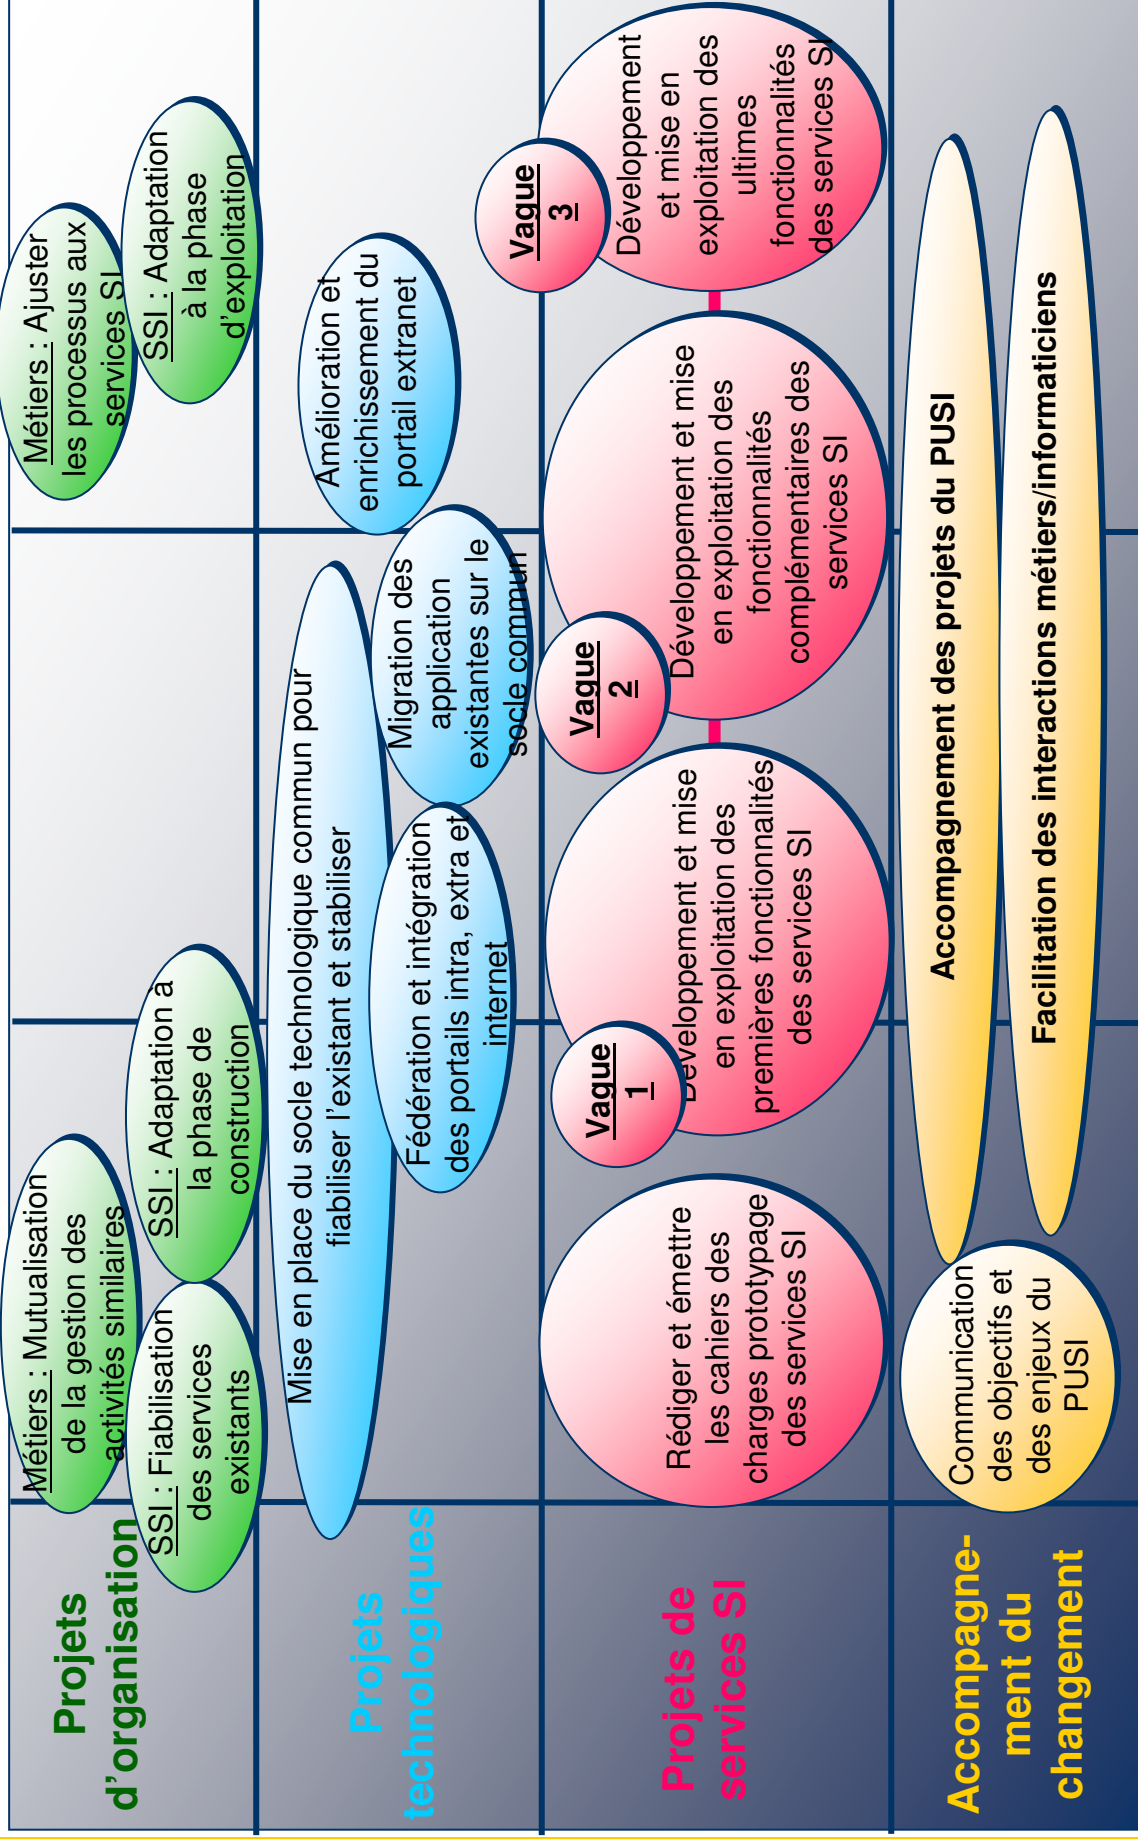 Projets
d'organisation
Métiers : Mutualisation
de la gestion des
activités similaires
SSI : Fiabilisation
des services
existants
SSI : Adaptation à
la phase de
construction
Métiers : Ajuster
les processus aux
services SI
SSI : Adaptation
à la phase
d'exploitation
Projets
technologiques
Mise en place du socle technologique commun pour
fiabiliser l'existant et stabiliser
Fédération et intégration
des portails intra, extra et
internet
Migration des
application
existantes sur le
socle commun
Amélioration et
enrichissement du
portail extranet
Projets de
services SI
Rédiger et émettre
les cahiers des
charges prototypage
des services SI
Vague
1
Développement et mise
en exploitation des
premières fonctionnalités
des services SI
Vague
2
Développement et mise
en exploitation des
fonctionnalités
complémentaires des
services SI
Vague
3
Développement
et mise en
exploitation des
ultimes
fonctionnalités
des services SI
Accompagne-
ment du
changement
Communication
des objectifs et
des enjeux du
PUSI
Accompagnement des projets du PUSI
Facilitation des interactions métiers/informaticiens